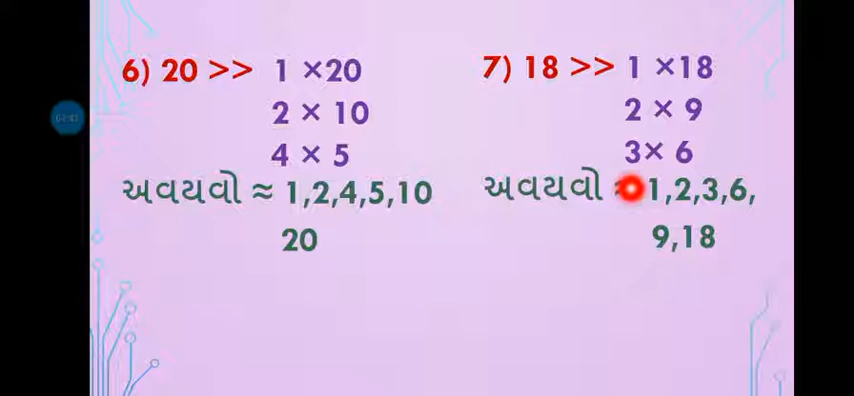 6) 20 >> 1 ×20
2 × 10
4 × 5
અવયવો ≈ 1,2,4,5,10
20
7) 18 >> 1 ×18
2 × 9
3× 6
અવયવો 1,2,3,6,
9,18